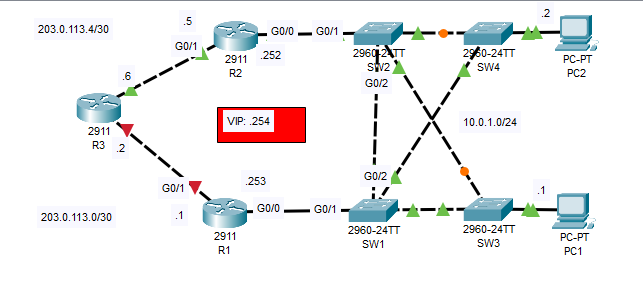 203.0.113.4/30
.5
G0/1
2911
R2
G0/0
.252
G0/1
2960-24TT
SW2
G0/2
2960-24TT
SW4
.2
PC-PT
PC2
.6
2911
R3
.2
VIP: .254
10.0.1.0/24
G0/1
.253
G0/2
203.0.113.0/30
.1
2911
R1
G0/0
G0/1
2960-24TT
SW1
2960-24TT
SW3
.1
PC-PT
PC1